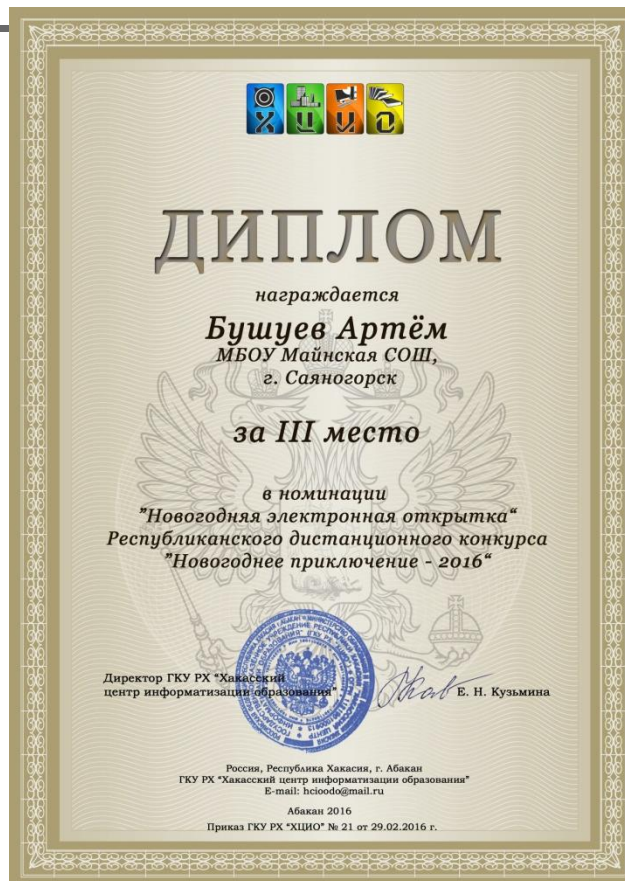 ХЦИО
ДИПЛОМ
награждается
Бушуев Артём
МБОУ Майнская СОШ,
г. Саяногорск
за III место
в номинации
"Новогодняя электронная открытка“
Республиканского дистанционного конкурса
"Новогоднее приключение - 2016“
Директор ГКУ РХ “Хакасский
центр информатизации образования”
Е. Н. Кузьмина
Россия, Республика Хакасия, г. Абакан
ГКУ РХ “Хакасский центр информатизации образования”
E-mail: hcioodo@mail.ru
Абакан 2016
Приказ ГКУ РХ “ХЦИО” № 21 от 29.02.2016 г.